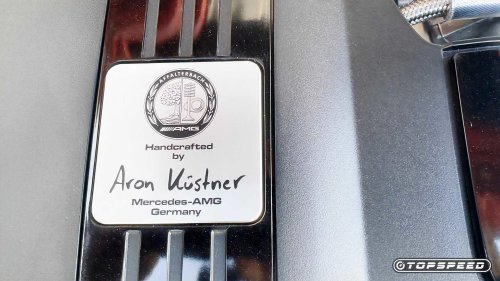 AFFALTERBACH
AMG
Handcrafted
by
Aron Küstner
Mercedes-AMG
Germany
TOPSPEED